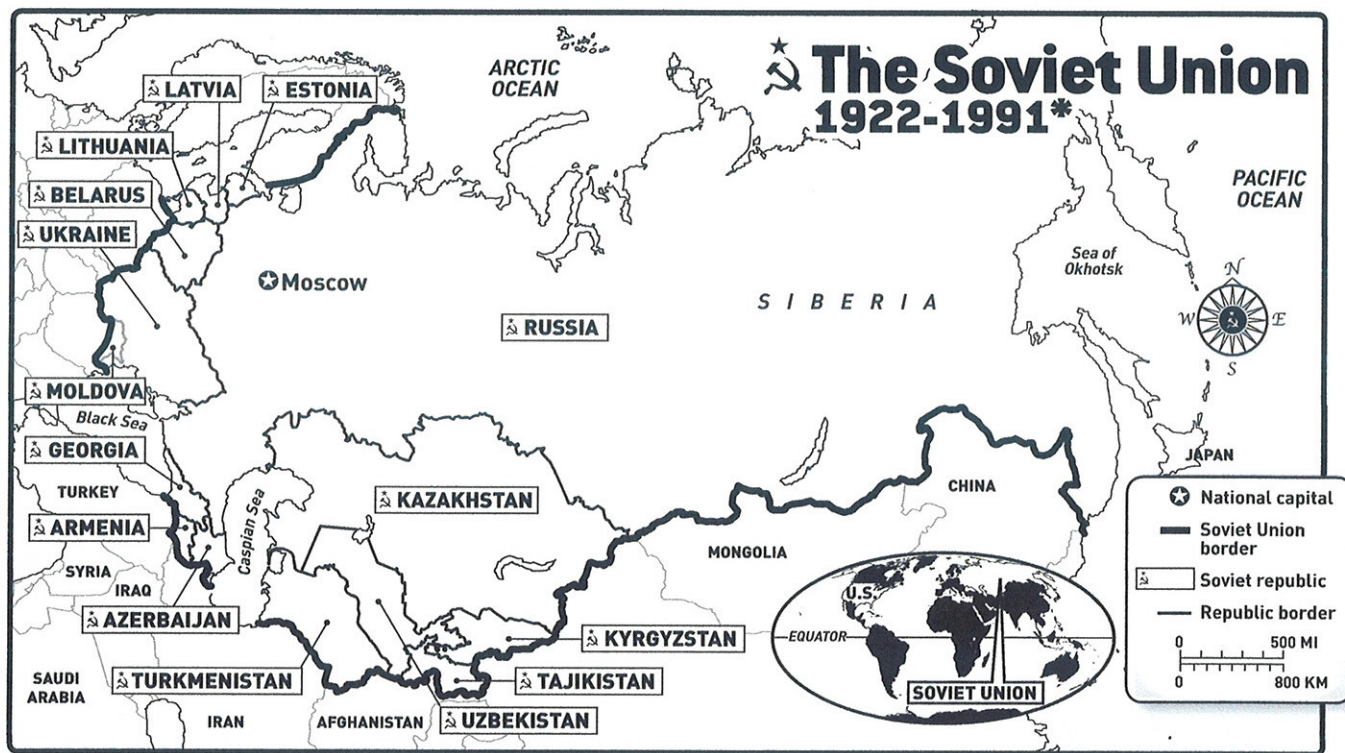 The Soviet Union
1922-1991*
ARCTIC
OCEAN
LATVIA
ESTONIA
LITHUANIA
BELARUS
UKRAINE
PACIFIC
OCEAN
Sea of
Okhotsk
Moscow
SIBERIA
RUSSIA
N
W
E
S
MOLDOVA
Black Sea
GEORGIA
TURKEY
ARMENIA
Caspian Sea
KAZAKHSTAN
SYRIA
IRAQ
AZERBAIJAN
KYRGYZSTAN
TURKMENISTAN
TAJIKISTAN
UZBEKISTAN
SAUDI
ARABIA
IRAN
AFGHANISTAN
MONGOLIA
CHINA
JAPAN
U.S.
EQUATOR
SOVIET UNION
National capital
Soviet Union
border
Soviet republic
Republic border
0 500 MI
0 800 KM